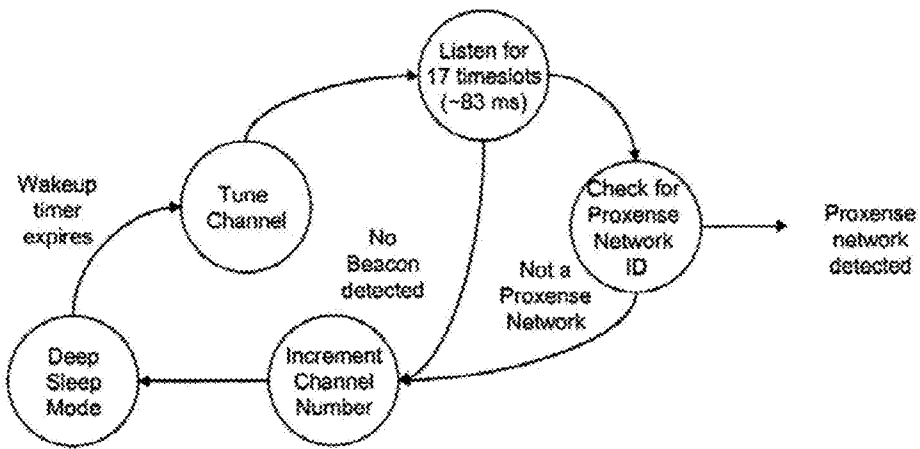 Listen for
17 timeslots
(~83 ms)
Tune
Channel
Wakeup
timer
expires
Check for
Proxense
Network
ID
Proxense
network
detected
No
Beacon
detected
Not a
Proxense
Network
Deep
Sleep
Mode
Increment
Channel
Number